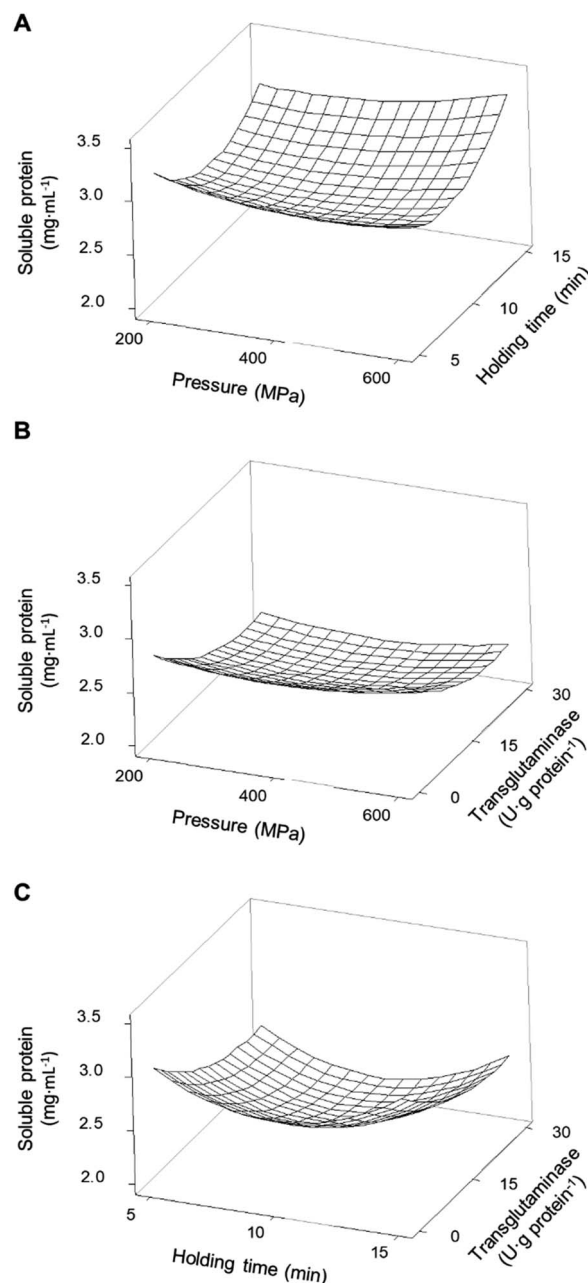 A
Soluble protein
(mg·mL⁻¹)
3.5
3.0
2.5
2.0
200
400
600
Pressure (MPa)
5
10
15
Holding time (min)
B
Soluble protein
(mg·mL⁻¹)
3.5
3.0
2.5
2.0
200
400
600
Pressure (MPa)
0
15
30
Transglutaminase
(U·g protein⁻¹)
C
Soluble protein
(mg·mL⁻¹)
3.5
3.0
2.5
2.0
5
10
15
Holding time (min)
0
15
30
Transglutaminase
(U·g protein⁻¹)